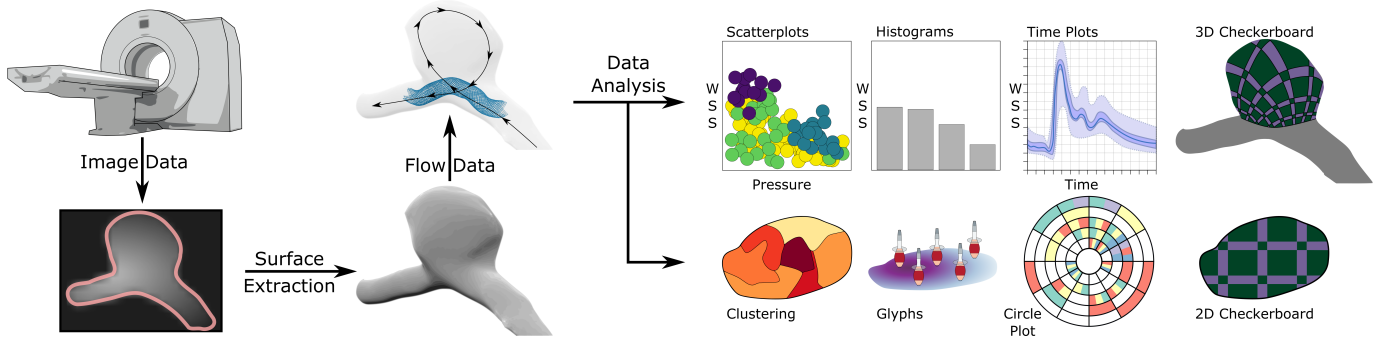 Image Data
Surface
Extraction
Flow Data
Data
Analysis
Scatterplots
W
S
S
Pressure
Histograms
W
S
S
Time Plots
W
S
S
Time
3D Checkerboard
Clustering
Glyphs
Circle
Plot
2D Checkerboard